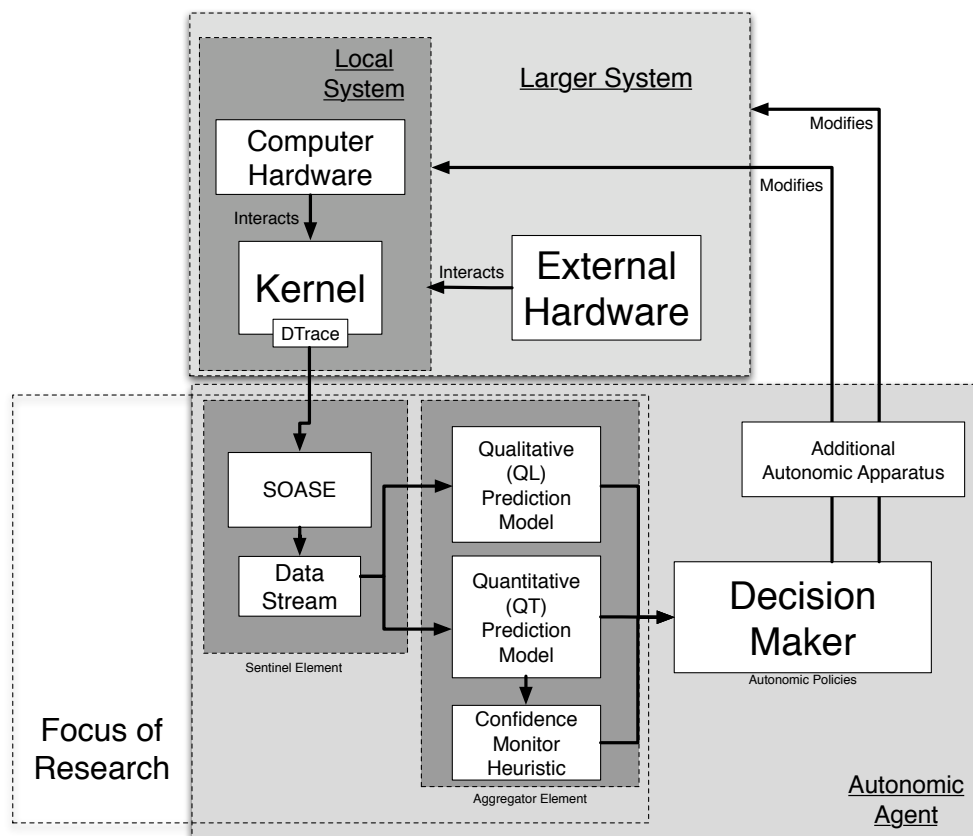 Local
System
Larger System
Computer
Hardware
Modifies
Modifies
Interacts
Kernel
DTrace
Interacts
External
Hardware
SOASE
Data
Stream
Sentinel Element
Qualitative
(QL)
Prediction
Model
Quantitative
(QT)
Prediction
Model
Confidence
Monitor
Heuristic
Aggregator Element
Additional
Autonomic Apparatus
Decision
Maker
Autonomic Policies
Focus of
Research
Autonomic
Agent